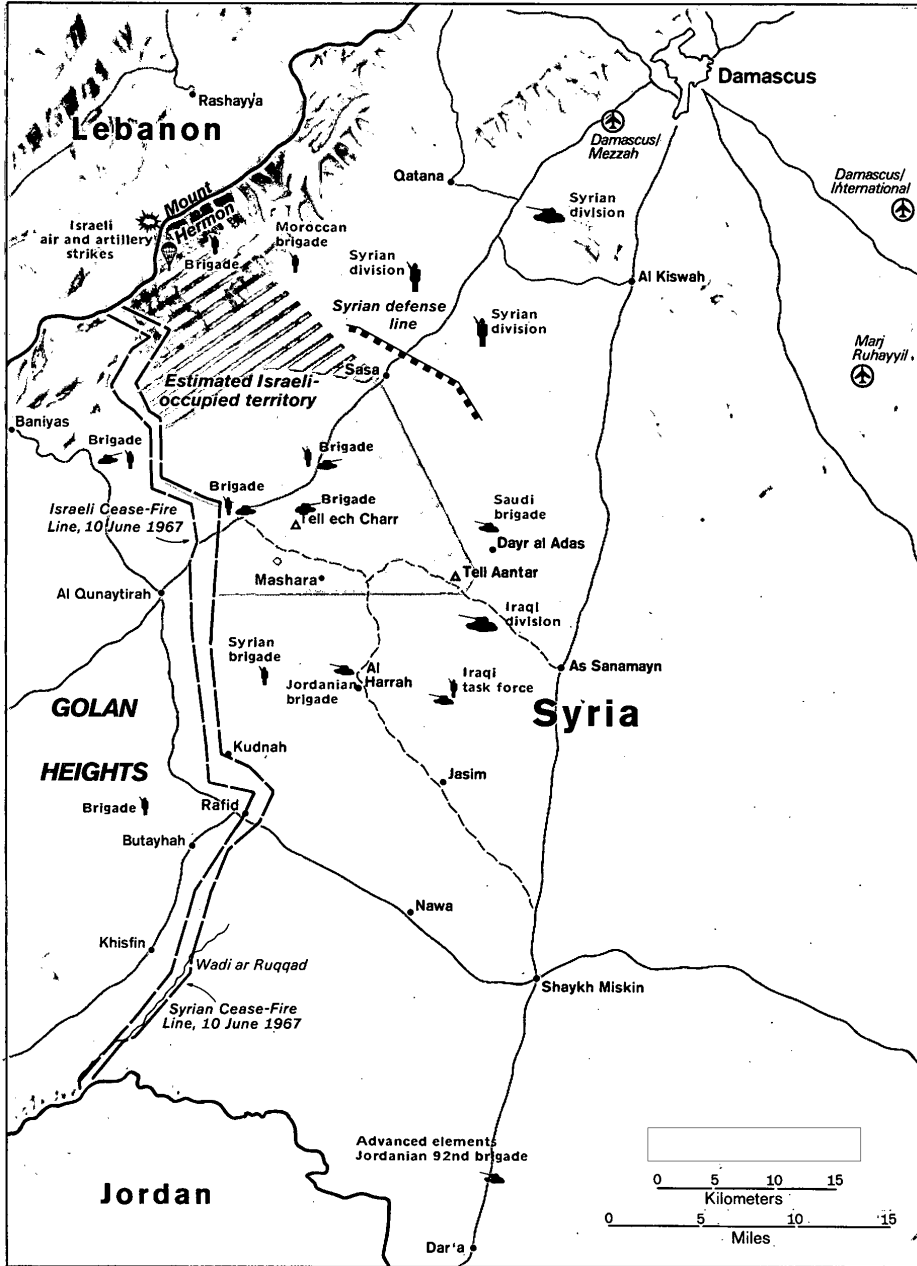 Damascus
Rashayya
Lebanon
Damascus/
Mezzah
Damascus/
International
Qatana
Mount
Hermon
Syrian
division
Israeli
air and artillery
strikes
Moroccan
brigade
Brigade
Syrian
division
Al Kiswah
Syrian defense
line
Syrian
division
Marj
Ruhayyil
Sasa
Estimated Israeli-
occupied territory
Baniyas
Brigade
Brigade
Brigade
Brigade
Tell ech Charr
Saudi
brigade
Israeli Cease-Fire
Line, 10 June 1967
Dayr al Adas
Mashara
Tell Aantar
Al Qunaytirah
Iraqi
division
Syrian
brigade
Al
Harrah
Jordanian
brigade
Iraqi
task force
As Sanamayn
GOLAN
HEIGHTS
Syria
Kudnah
Jasim
Brigade
Rafid
Butayhah
Nawa
Khisfin
Wadi ar Ruqqad
Shaykh Miskin
Syrian Cease-Fire
Line, 10 June 1967
Advanced elements
Jordanian 92nd brigade
Jordan
0 5 10 15
Kilometers
0 5 10 15
Miles
Dar'a